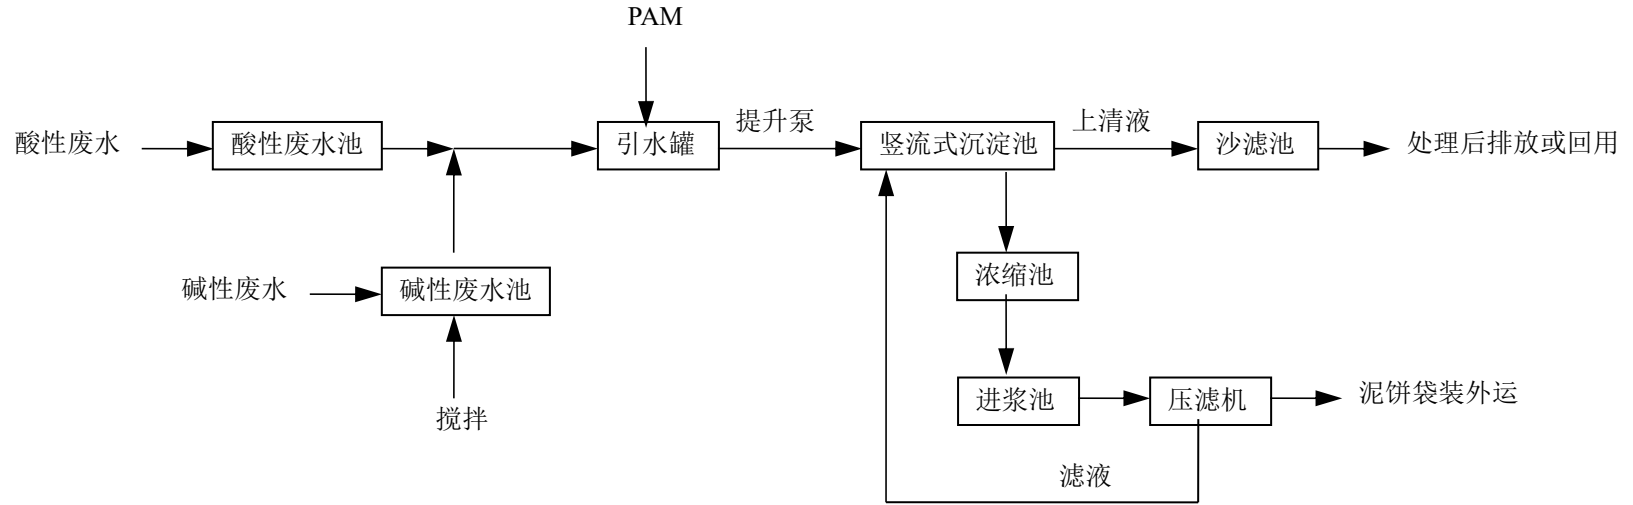 PAM
提升泵
上清液
酸性废水
酸性废水池
引水罐
竖流式沉淀池
沙滤池
处理后排放或回用
浓缩池
碱性废水
碱性废水池
进浆池
压滤机
泥饼袋装外运
搅拌
滤液